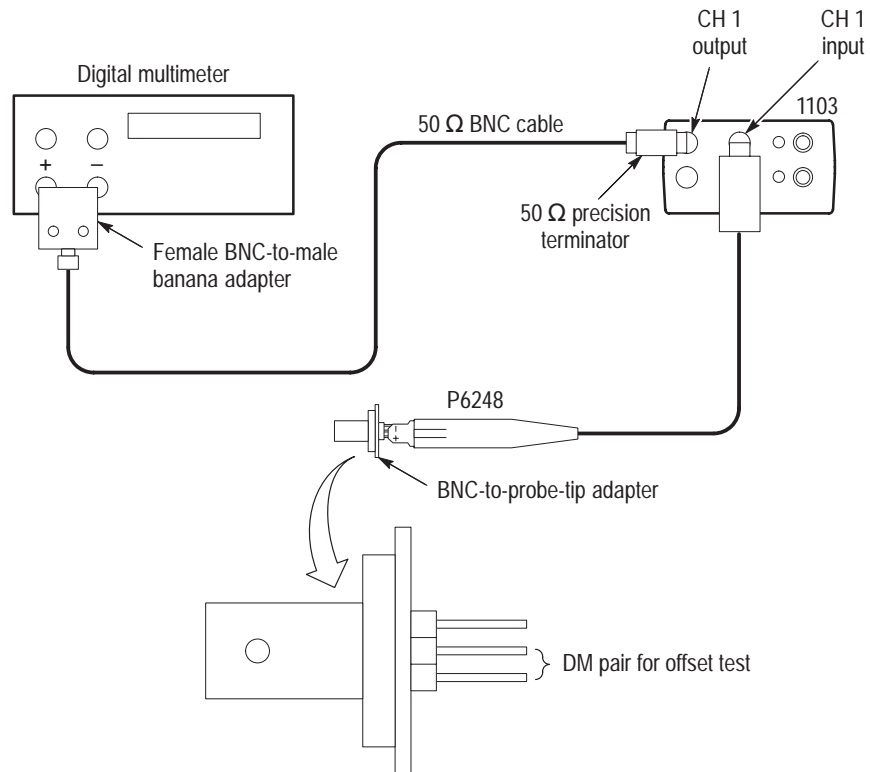 CH 1
output
CH 1
input
Digital multimeter
1103
50 Ω BNC cable
+ −
50 Ω precision
terminator
Female BNC-to-male
banana adapter
P6248
−
+
BNC-to-probe-tip adapter
DM pair for offset test